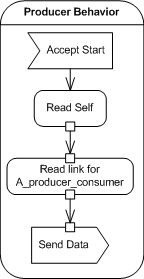 Producer Behavior
Accept Start
Read Self
Read link for
A_producer_consumer
Send Data